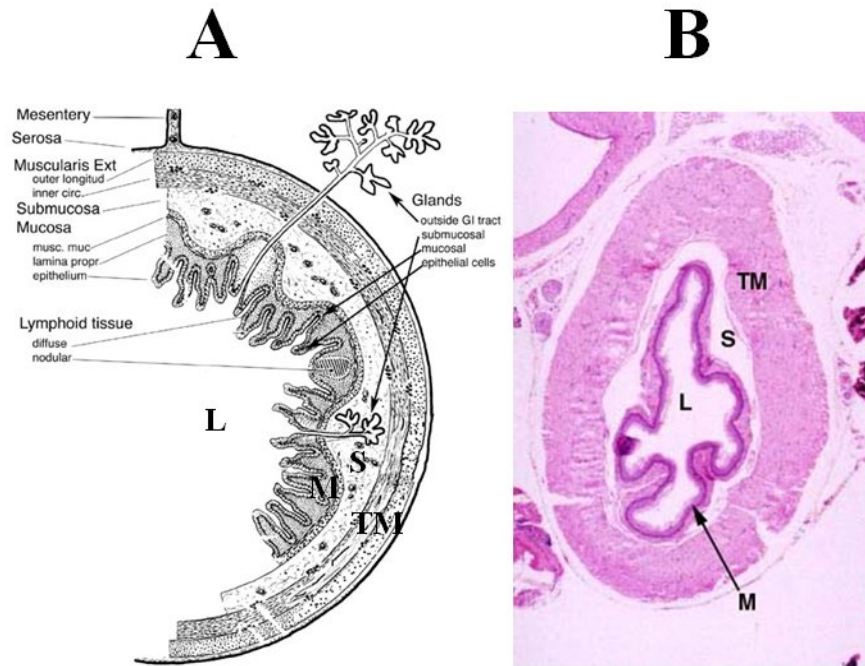 A
B
Mesentery
Serosa
Muscularis Ext
outer longitud
inner circ.
Submucosa
Mucosa
musc. muc
lamina propr.
epithelium
Lymphoid tissue
diffuse
nodular
Glands
outside GI tract
submucosal
mucosal
epithelial cells
L
S
M
TM
TM
S
L
M